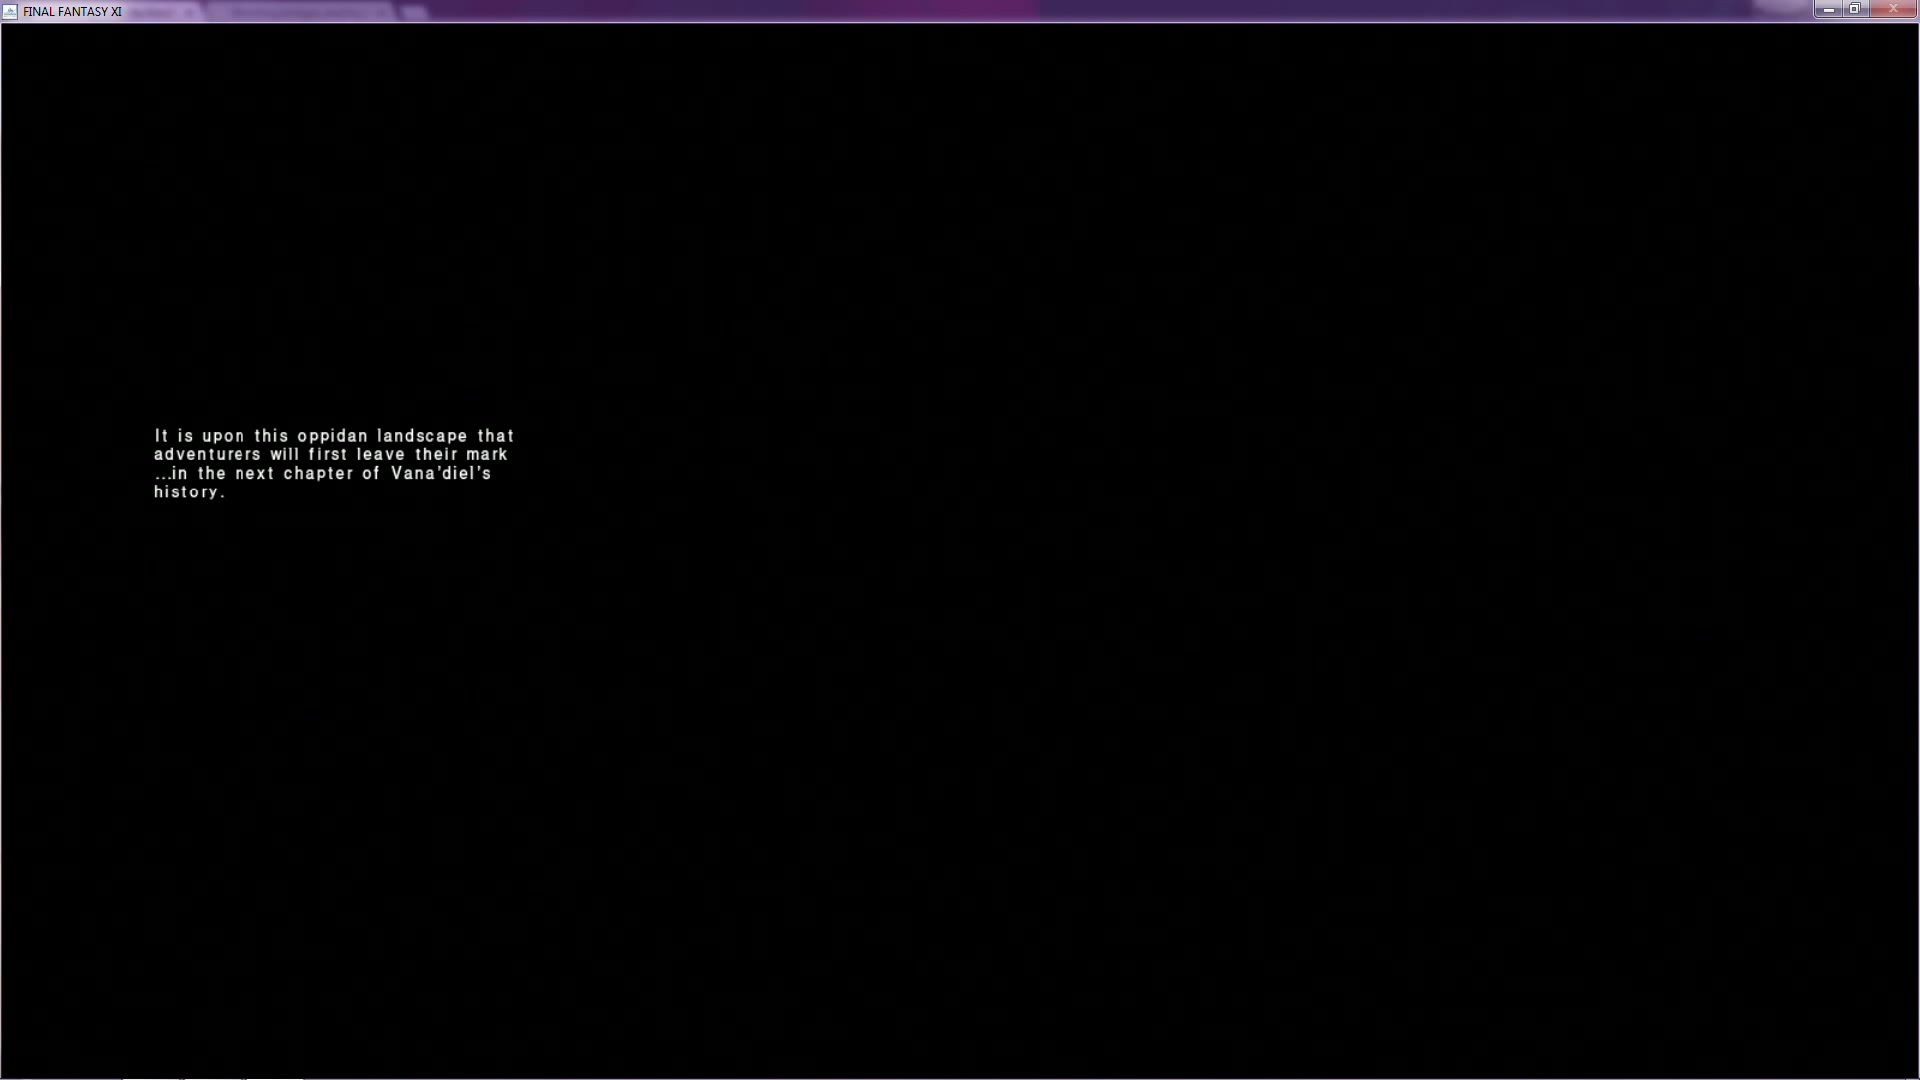 FINAL FANTASY XI
It is upon this oppidan landscape that
adventurers will first leave their mark
...in the next chapter of Vana'diel's
history.